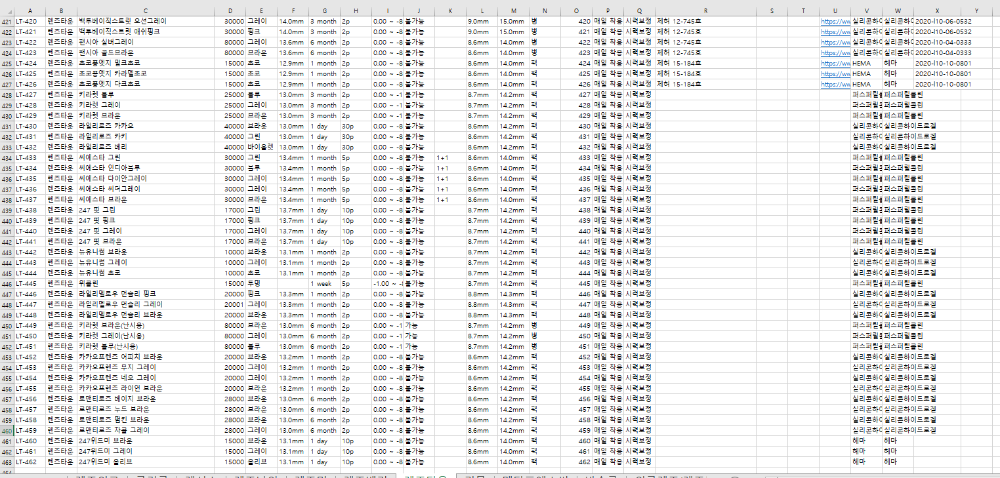 A B C D E F G H I J K L M N O P Q R S T U V W X Y
421 LT-420 렌즈타운 백투베이직스트릿 오션그레이 30000 그레이 14.0mm 3 month 2p 0.00 ~ -8 불가능 9.0mm 15.0mm 병 420 매일 착용 시력보정 제허 12-745호 https://ww 실리콘하이 실리콘하이 2020-I10-06-0532
422 LT-421 렌즈타운 백투베이직스트릿 애쉬핑크 30000 핑크 14.0mm 3 month 2p 0.00 ~ -8 불가능 9.0mm 15.0mm 병 421 매일 착용 시력보정 제허 12-745호 https://ww 실리콘하이 실리콘하이 2020-I10-06-0532
423 LT-422 렌즈타운 팬시아 실버그레이 80000 그레이 13.6mm 6 month 2p 0.00 ~ -8 불가능 8.6mm 14.0mm 병 422 매일 착용 시력보정 제허 12-745호 https://ww 실리콘하이 실리콘하이 2020-I10-04-0333
424 LT-423 렌즈타운 팬시아 골드브라운 80000 브라운 13.6mm 6 month 2p 0.00 ~ -8 불가능 8.6mm 14.0mm 병 423 매일 착용 시력보정 제허 12-745호 https://ww 실리콘하이 실리콘하이 2020-I10-04-0333
425 LT-424 렌즈타운 초코퐁엣지 밀크초코 15000 초코 12.9mm 1 month 2p 0.00 ~ -8 불가능 8.6mm 14.0mm 팩 424 매일 착용 시력보정 제허 15-184호 https://ww HEMA 헤마 2020-I10-10-0801
426 LT-425 렌즈타운 초코퐁엣지 카라멜초코 15000 초코 12.9mm 1 month 2p 0.00 ~ -8 불가능 8.6mm 14.0mm 팩 425 매일 착용 시력보정 제허 15-184호 https://ww HEMA 헤마 2020-I10-10-0801
427 LT-426 렌즈타운 초코퐁엣지 다크초코 15000 초코 12.9mm 1 month 2p 0.00 ~ -8 불가능 8.6mm 14.0mm 팩 426 매일 착용 시력보정 제허 15-184호 https://ww HEMA 헤마 2020-I10-10-0801
428 LT-427 렌즈타운 키라렛 블루 25000 블루 13.0mm 3 month 2p 0.00 ~ -1 불가능 8.7mm 14.2mm 팩 427 매일 착용 시력보정 퍼스퍼릴콜 퍼스퍼릴콜린
429 LT-428 렌즈타운 키라렛 그레이 25000 그레이 13.0mm 3 month 2p 0.00 ~ -1 불가능 8.7mm 14.2mm 팩 428 매일 착용 시력보정 퍼스퍼릴콜 퍼스퍼릴콜린
430 LT-429 렌즈타운 키라렛 브라운 25000 브라운 13.0mm 3 month 2p 0.00 ~ -1 불가능 8.7mm 14.2mm 팩 429 매일 착용 시력보정 퍼스퍼릴콜 퍼스퍼릴콜린
431 LT-430 렌즈타운 라일리로즈 카카오 40000 브라운 13.0mm 1 day 30p 0.00 ~ -8 불가능 8.6mm 14.2mm 팩 430 매일 착용 시력보정 실리콘하이 실리콘하이드로겔
432 LT-431 렌즈타운 라일리로즈 카키 40000 그린 13.0mm 1 day 30p 0.00 ~ -8 불가능 8.6mm 14.2mm 팩 431 매일 착용 시력보정 실리콘하이 실리콘하이드로겔
433 LT-432 렌즈타운 라일리로즈 베리 40000 바이올렛 13.0mm 1 day 30p 0.00 ~ -8 불가능 8.6mm 14.2mm 팩 432 매일 착용 시력보정 실리콘하이 실리콘하이드로겔
434 LT-433 렌즈타운 씨에스타 그린 30000 그린 13.4mm 1 month 5p 0.00 ~ -8 불가능 1+1 8.6mm 14.0mm 팩 433 매일 착용 시력보정 퍼스퍼릴콜 퍼스퍼릴콜린
435 LT-434 렌즈타운 씨에스타 인디아블루 30000 블루 13.4mm 1 month 5p 0.00 ~ -8 불가능 1+1 8.6mm 14.0mm 팩 434 매일 착용 시력보정 퍼스퍼릴콜 퍼스퍼릴콜린
436 LT-435 렌즈타운 씨에스타 다이안그레이 30000 그레이 13.4mm 1 month 5p 0.00 ~ -8 불가능 1+1 8.6mm 14.0mm 팩 435 매일 착용 시력보정 퍼스퍼릴콜 퍼스퍼릴콜린
437 LT-436 렌즈타운 씨에스타 씨더그레이 30000 그레이 13.4mm 1 month 5p 0.00 ~ -8 불가능 1+1 8.6mm 14.0mm 팩 436 매일 착용 시력보정 퍼스퍼릴콜 퍼스퍼릴콜린
438 LT-437 렌즈타운 씨에스타 브라운 30000 브라운 13.4mm 1 month 5p 0.00 ~ -8 불가능 1+1 8.6mm 14.0mm 팩 437 매일 착용 시력보정 퍼스퍼릴콜 퍼스퍼릴콜린
439 LT-438 렌즈타운 247 핏 그린 17000 그린 13.7mm 1 day 10p 0.00 ~ -8 불가능 8.7mm 14.2mm 팩 438 매일 착용 시력보정 퍼스퍼릴콜 퍼스퍼릴콜린
440 LT-439 렌즈타운 247 핏 핑크 17000 핑크 13.7mm 1 day 10p 0.00 ~ -8 불가능 8.7mm 14.2mm 팩 439 매일 착용 시력보정 퍼스퍼릴콜 퍼스퍼릴콜린
441 LT-440 렌즈타운 247 핏 그레이 17000 그레이 13.7mm 1 day 10p 0.00 ~ -8 불가능 8.7mm 14.2mm 팩 440 매일 착용 시력보정 퍼스퍼릴콜 퍼스퍼릴콜린
442 LT-441 렌즈타운 247 핏 브라운 17000 브라운 13.7mm 1 day 10p 0.00 ~ -8 불가능 8.7mm 14.2mm 팩 441 매일 착용 시력보정 퍼스퍼릴콜 퍼스퍼릴콜린
443 LT-442 렌즈타운 뉴유니썸 브라운 10000 브라운 13.1mm 1 month 2p 0.00 ~ -8 불가능 8.7mm 14.2mm 팩 442 매일 착용 시력보정 실리콘하이 실리콘하이드로겔
444 LT-443 렌즈타운 뉴유니썸 그레이 10000 그레이 13.1mm 1 month 2p 0.00 ~ -8 불가능 8.7mm 14.2mm 팩 443 매일 착용 시력보정 실리콘하이 실리콘하이드로겔
445 LT-444 렌즈타운 뉴유니썸 초코 10000 초코 13.1mm 1 month 2p 0.00 ~ -8 불가능 8.7mm 14.2mm 팩 444 매일 착용 시력보정 실리콘하이 실리콘하이드로겔
446 LT-445 렌즈타운 위클린 15000 투명 1 week 5p -1.00 ~ - 불가능 8.7mm 14.2mm 팩 445 매일 착용 시력보정 퍼스퍼릴콜 퍼스퍼릴콜린
447 LT-446 렌즈타운 라일리멜로우 먼슬리 핑크 20000 핑크 13.3mm 1 month 2p 0.00 ~ -8 불가능 8.8mm 14.3mm 팩 446 매일 착용 시력보정 실리콘하이 실리콘하이드로겔
448 LT-447 렌즈타운 라일리멜로우 먼슬리 그레이 20001 그레이 13.3mm 1 month 2p 0.00 ~ -8 불가능 8.8mm 14.3mm 팩 447 매일 착용 시력보정 실리콘하이 실리콘하이드로겔
449 LT-448 렌즈타운 라일리멜로우 먼슬리 브라운 20000 브라운 13.3mm 1 month 2p 0.00 ~ -8 불가능 8.8mm 14.3mm 팩 448 매일 착용 시력보정 실리콘하이 실리콘하이드로겔
450 LT-449 렌즈타운 키라렛 브라운(난시용) 80000 브라운 13.0mm 6 month 2p 0.00 ~ -1 가능 8.7mm 14.2mm 병 449 매일 착용 시력보정 퍼스퍼릴콜 퍼스퍼릴콜린
451 LT-450 렌즈타운 키라렛 그레이(난시용) 80000 그레이 13.0mm 6 month 2p 0.00 ~ -1 가능 8.7mm 14.2mm 병 450 매일 착용 시력보정 퍼스퍼릴콜 퍼스퍼릴콜린
452 LT-451 렌즈타운 키라렛 블루(난시용) 80000 블루 13.0mm 6 month 2p 0.00 ~ -1 가능 8.7mm 14.2mm 병 451 매일 착용 시력보정 퍼스퍼릴콜 퍼스퍼릴콜린
453 LT-452 렌즈타운 카카오프렌즈 어피치 브라운 20000 브라운 13.2mm 1 month 2p 0.00 ~ -8 불가능 8.6mm 14.2mm 팩 452 매일 착용 시력보정 실리콘하이 실리콘하이드로겔
454 LT-453 렌즈타운 카카오프렌즈 무지 그레이 20000 그레이 13.2mm 1 month 2p 0.00 ~ -8 불가능 8.6mm 14.2mm 팩 453 매일 착용 시력보정 실리콘하이 실리콘하이드로겔
455 LT-454 렌즈타운 카카오프렌즈 네오 그레이 20000 그레이 13.2mm 1 month 2p 0.00 ~ -8 불가능 8.6mm 14.2mm 팩 454 매일 착용 시력보정 실리콘하이 실리콘하이드로겔
456 LT-455 렌즈타운 카카오프렌즈 라이언 브라운 20000 브라운 13.2mm 1 month 2p 0.00 ~ -8 불가능 8.6mm 14.2mm 팩 455 매일 착용 시력보정 실리콘하이 실리콘하이드로겔
457 LT-456 렌즈타운 로맨티로즈 베이지 브라운 28000 브라운 13.0mm 6 month 2p 0.00 ~ -8 불가능 8.6mm 14.2mm 팩 456 매일 착용 시력보정 실리콘하이 실리콘하이드로겔
458 LT-457 렌즈타운 로맨티로즈 누드 브라운 28000 브라운 13.0mm 6 month 2p 0.00 ~ -8 불가능 8.6mm 14.2mm 팩 457 매일 착용 시력보정 실리콘하이 실리콘하이드로겔
459 LT-458 렌즈타운 로맨티로즈 펌킨 브라운 28000 브라운 13.0mm 6 month 2p 0.00 ~ -8 불가능 8.6mm 14.2mm 팩 458 매일 착용 시력보정 실리콘하이 실리콘하이드로겔
460 LT-459 렌즈타운 로맨티로즈 차콜 그레이 28000 그레이 13.0mm 6 month 2p 0.00 ~ -8 불가능 8.6mm 14.2mm 팩 459 매일 착용 시력보정 실리콘하이 실리콘하이드로겔
461 LT-460 렌즈타운 247위드미 브라운 15000 브라운 13.1mm 1 day 10p 0.00 ~ -8 불가능 8.6mm 14.0mm 팩 460 매일 착용 시력보정 헤마 헤마
462 LT-461 렌즈타운 247위드미 그레이 15000 그레이 13.1mm 1 day 10p 0.00 ~ -8 불가능 8.6mm 14.0mm 팩 461 매일 착용 시력보정 헤마 헤마
463 LT-462 렌즈타운 247위드미 올리브 15000 올리브 13.1mm 1 day 10p 0.00 ~ -8 불가능 8.6mm 14.0mm 팩 462 매일 착용 시력보정 헤마 헤마